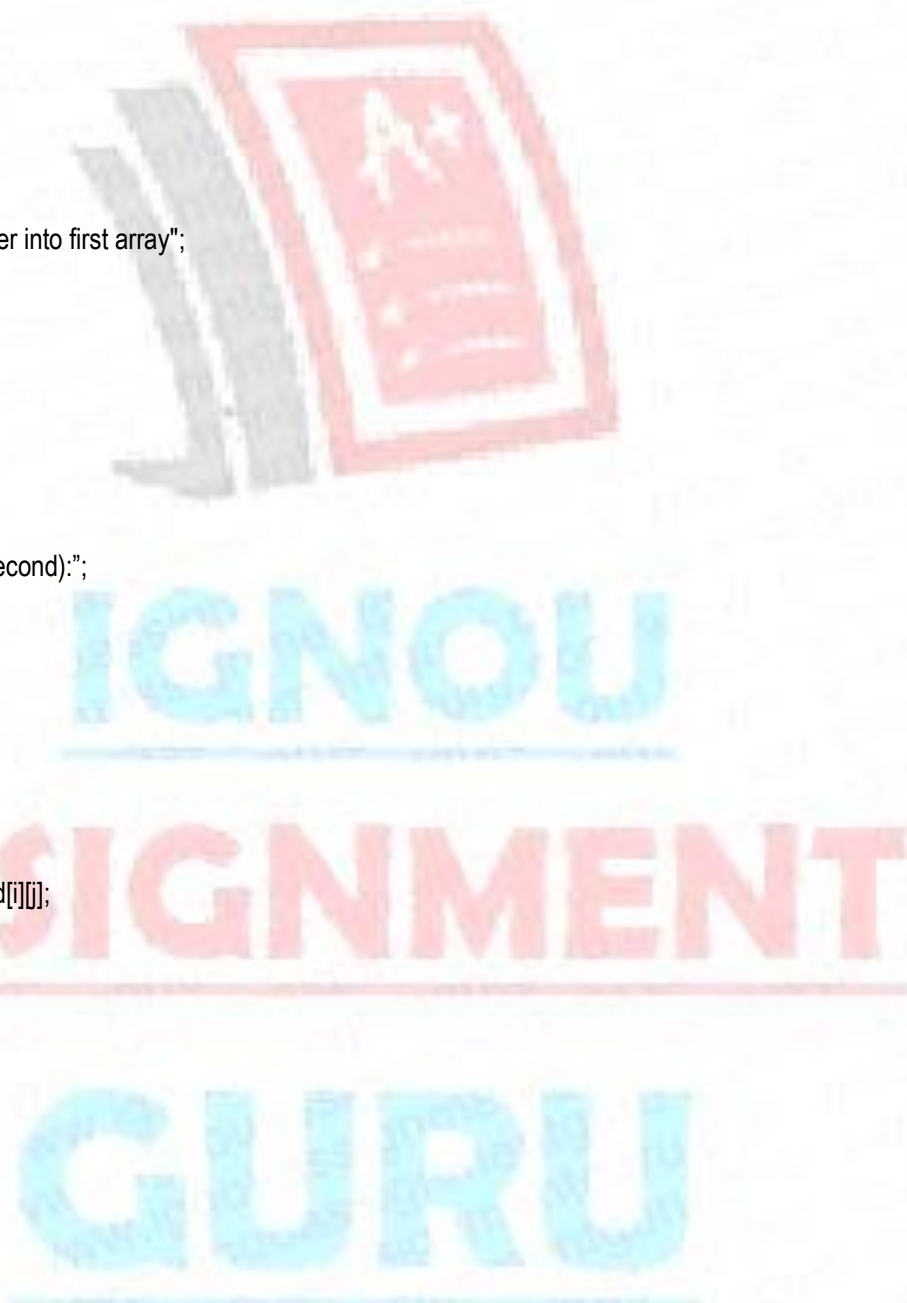 A+
er into first array";
econd):”;
IGNOU
SIGNMENT
d[i][j];
GURU